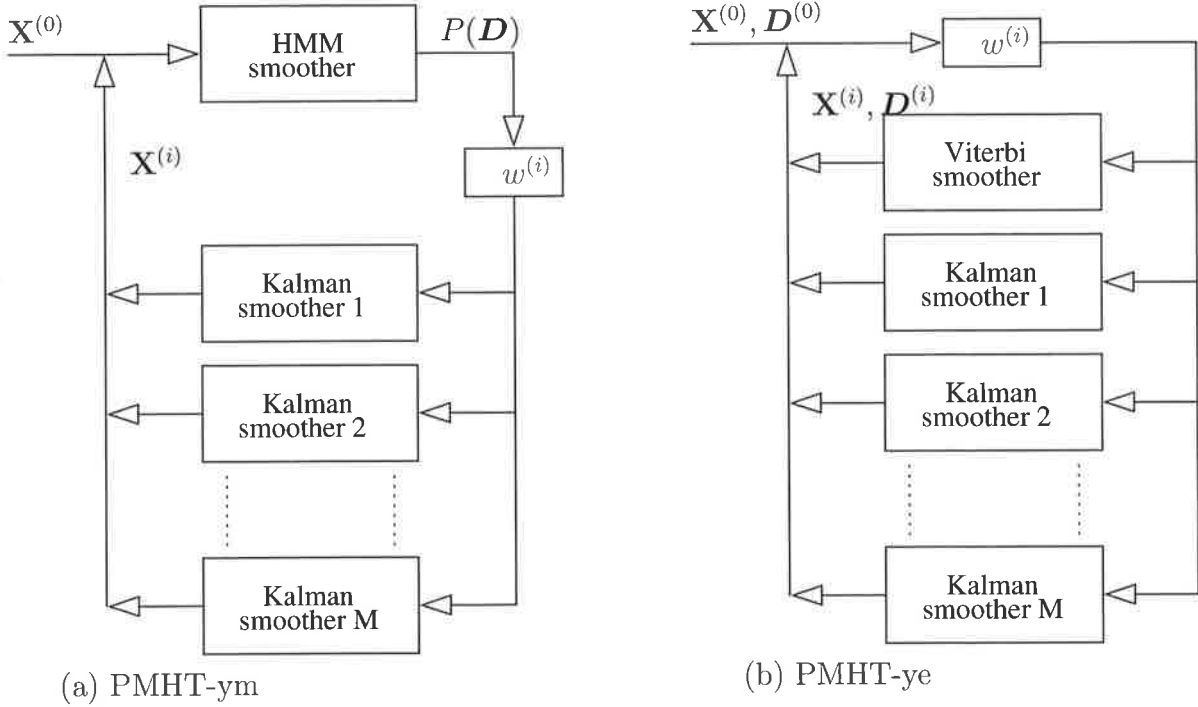 X^(0)
HMM
smoother
P(D)
w^(i)
X^(i)
Kalman
smoother 1
Kalman
smoother 2
Kalman
smoother M
(a) PMHT-ym
X^(0), D^(0)
w^(i)
X^(i), D^(i)
Viterbi
smoother
Kalman
smoother 1
Kalman
smoother 2
Kalman
smoother M
(b) PMHT-ye